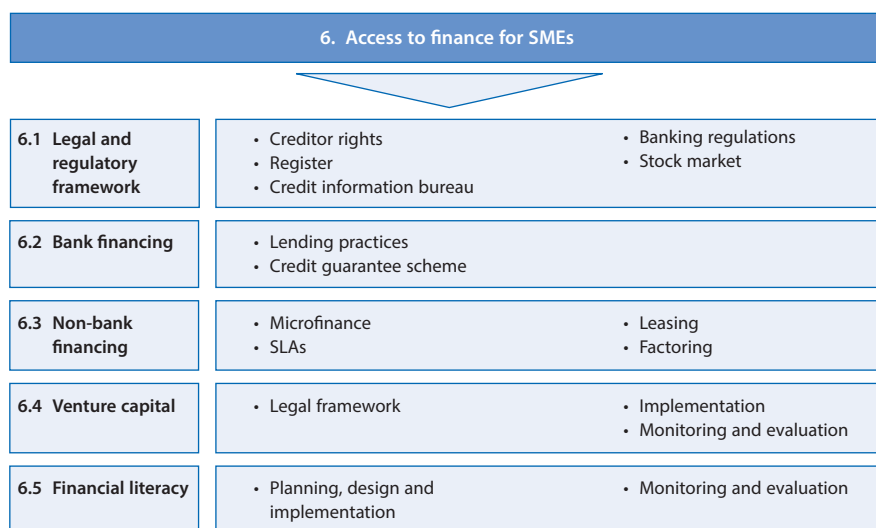 6. Access to finance for SMEs
6.1 Legal and
regulatory
framework
• Creditor rights
• Register
• Credit information bureau
• Banking regulations
• Stock market
6.2 Bank financing
• Lending practices
• Credit guarantee scheme
6.3 Non-bank
financing
• Microfinance
• SLAs
• Leasing
• Factoring
6.4 Venture capital
• Legal framework
• Implementation
• Monitoring and evaluation
6.5 Financial literacy
• Planning, design and
implementation
• Monitoring and evaluation